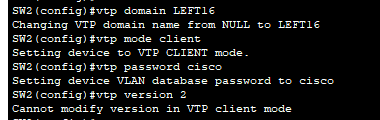 SW2(config)#vtp domain LEFT16
Changing VTP domain name from NULL to LEFT16
SW2(config)#vtp mode client
Setting device to VTP CLIENT mode.
SW2(config)#vtp password cisco
Setting device VLAN database password to cisco
SW2(config)#vtp version 2
Cannot modify version in VTP client mode